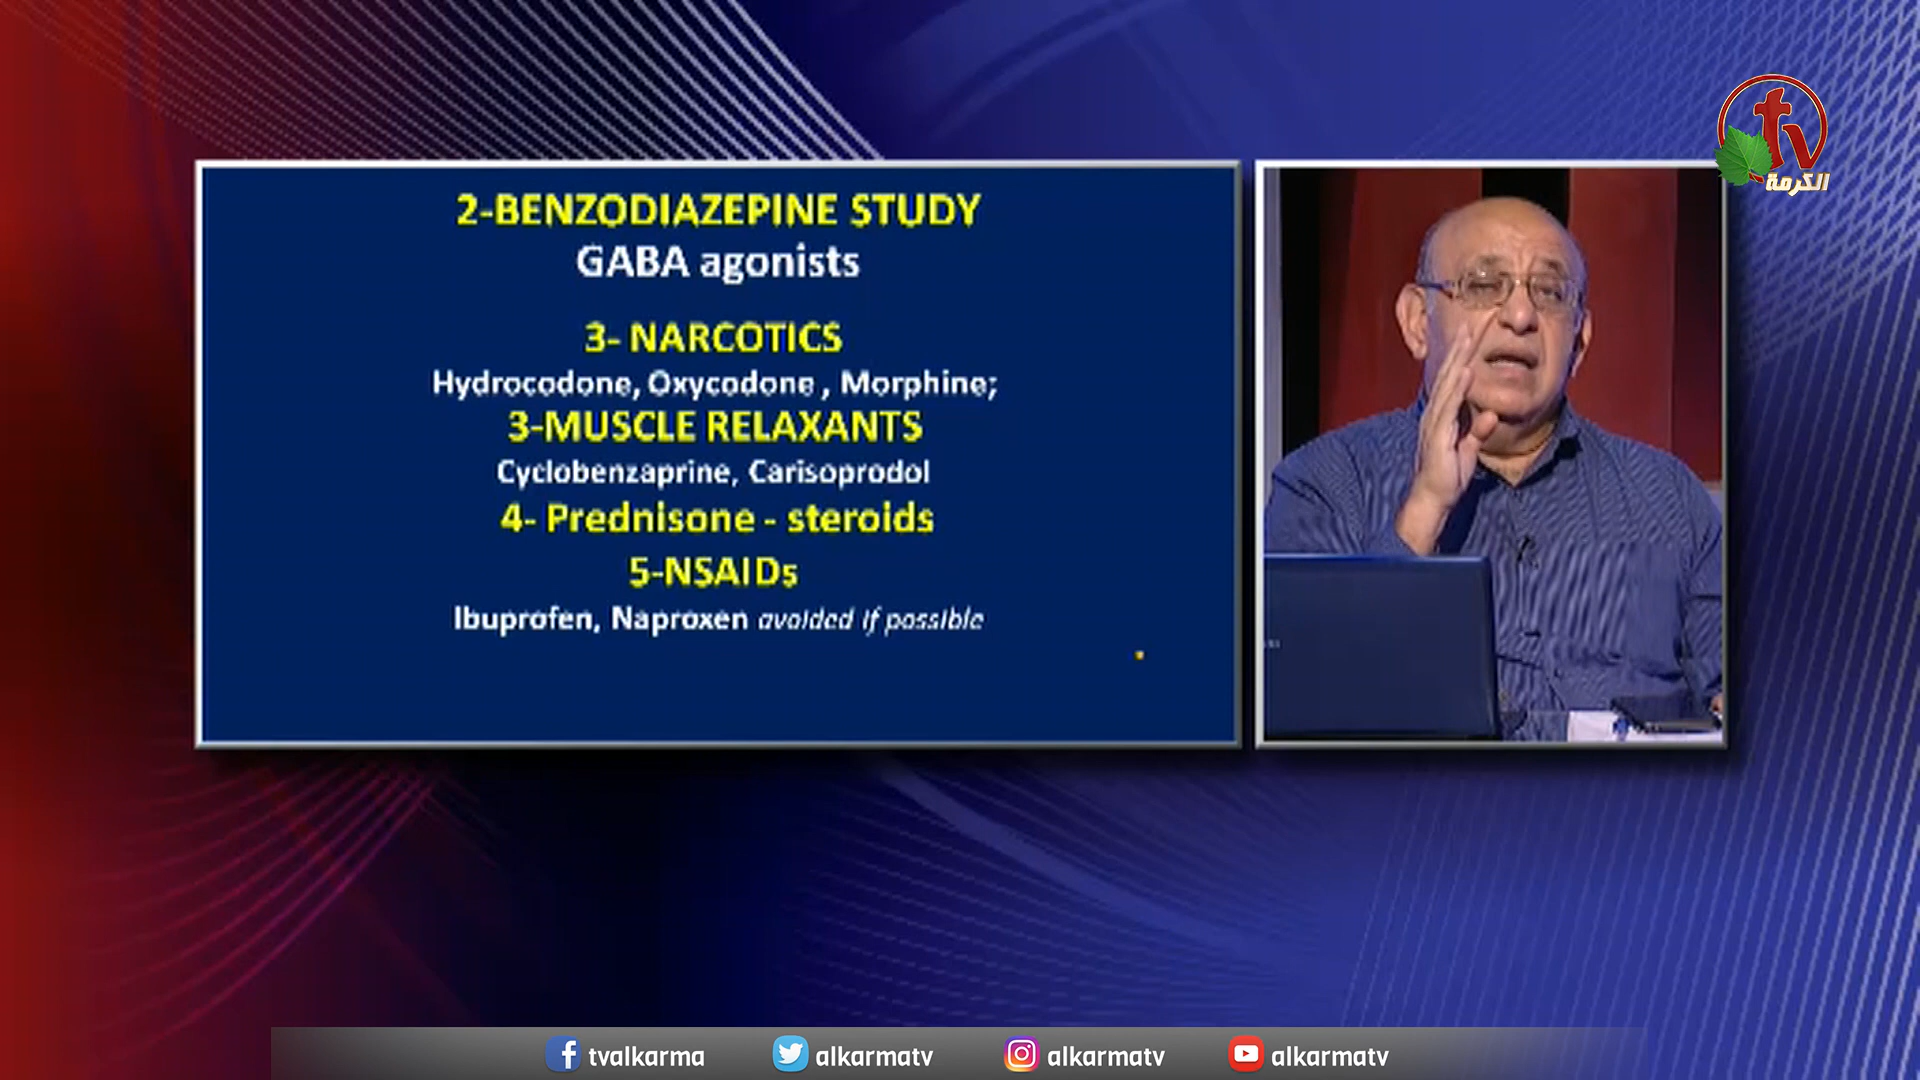 tv
الكرمة
2-BENZODIAZEPINE STUDY
GABA agonists
3- NARCOTICS
Hydrocodone, Oxycodone , Morphine;
3-MUSCLE RELAXANTS
Cyclobenzaprine, Carisoprodol
4- Prednisone - steroids
5-NSAIDs
Ibuprofen, Naproxen avoided if possible
tvalkarma
alkarmatv
alkarmatv
alkarmatv